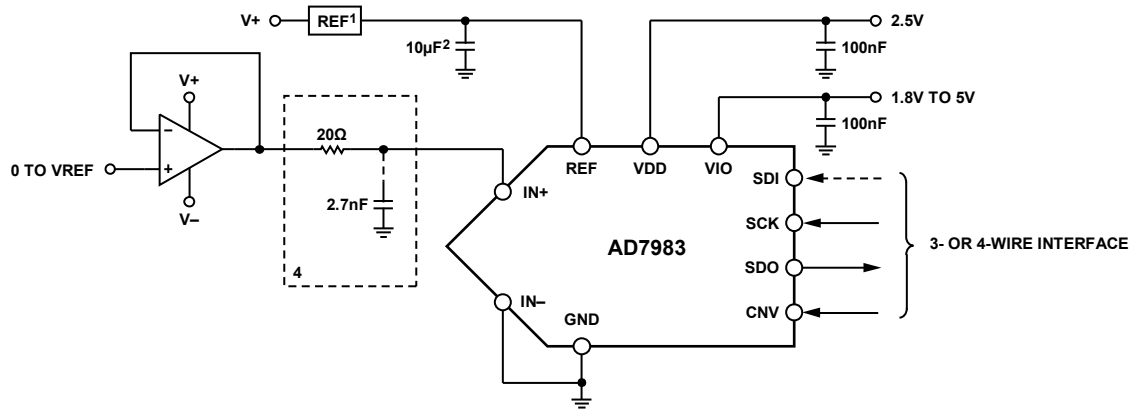 V+
REF1
10µF2
2.5V
100nF
1.8V TO 5V
100nF
V+
−
+
0 TO VREF
V–
20Ω
2.7nF
4
REF
VDD
VIO
IN+
IN–
GND
AD7983
SDI
SCK
SDO
CNV
3- OR 4-WIRE INTERFACE